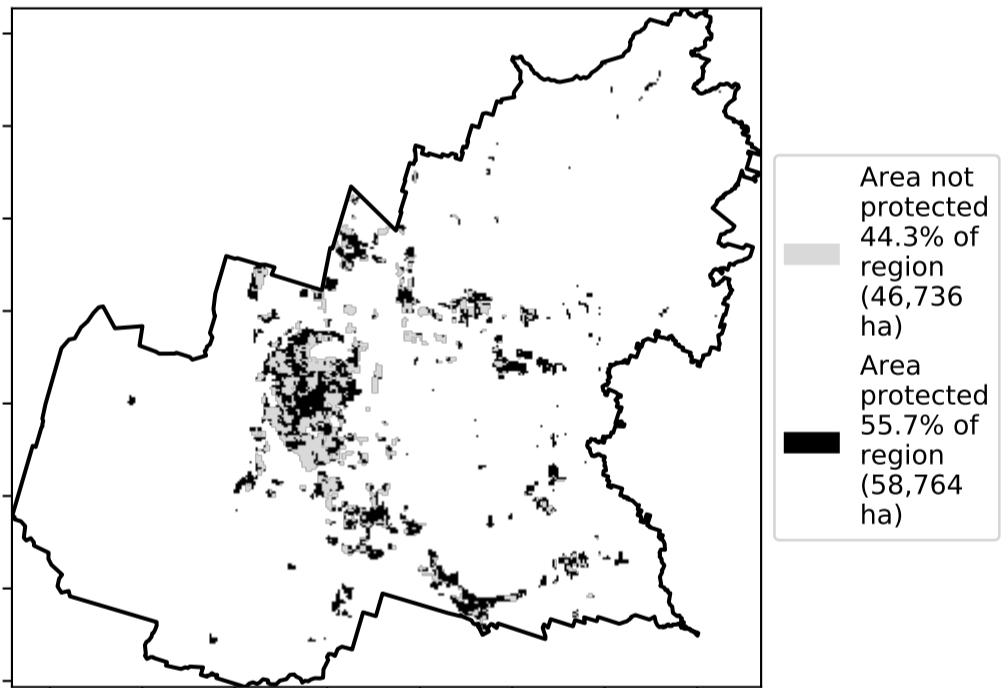 Area not
protected
44.3% of
region
(46,736
ha)
Area
protected
55.7% of
region
(58,764
ha)